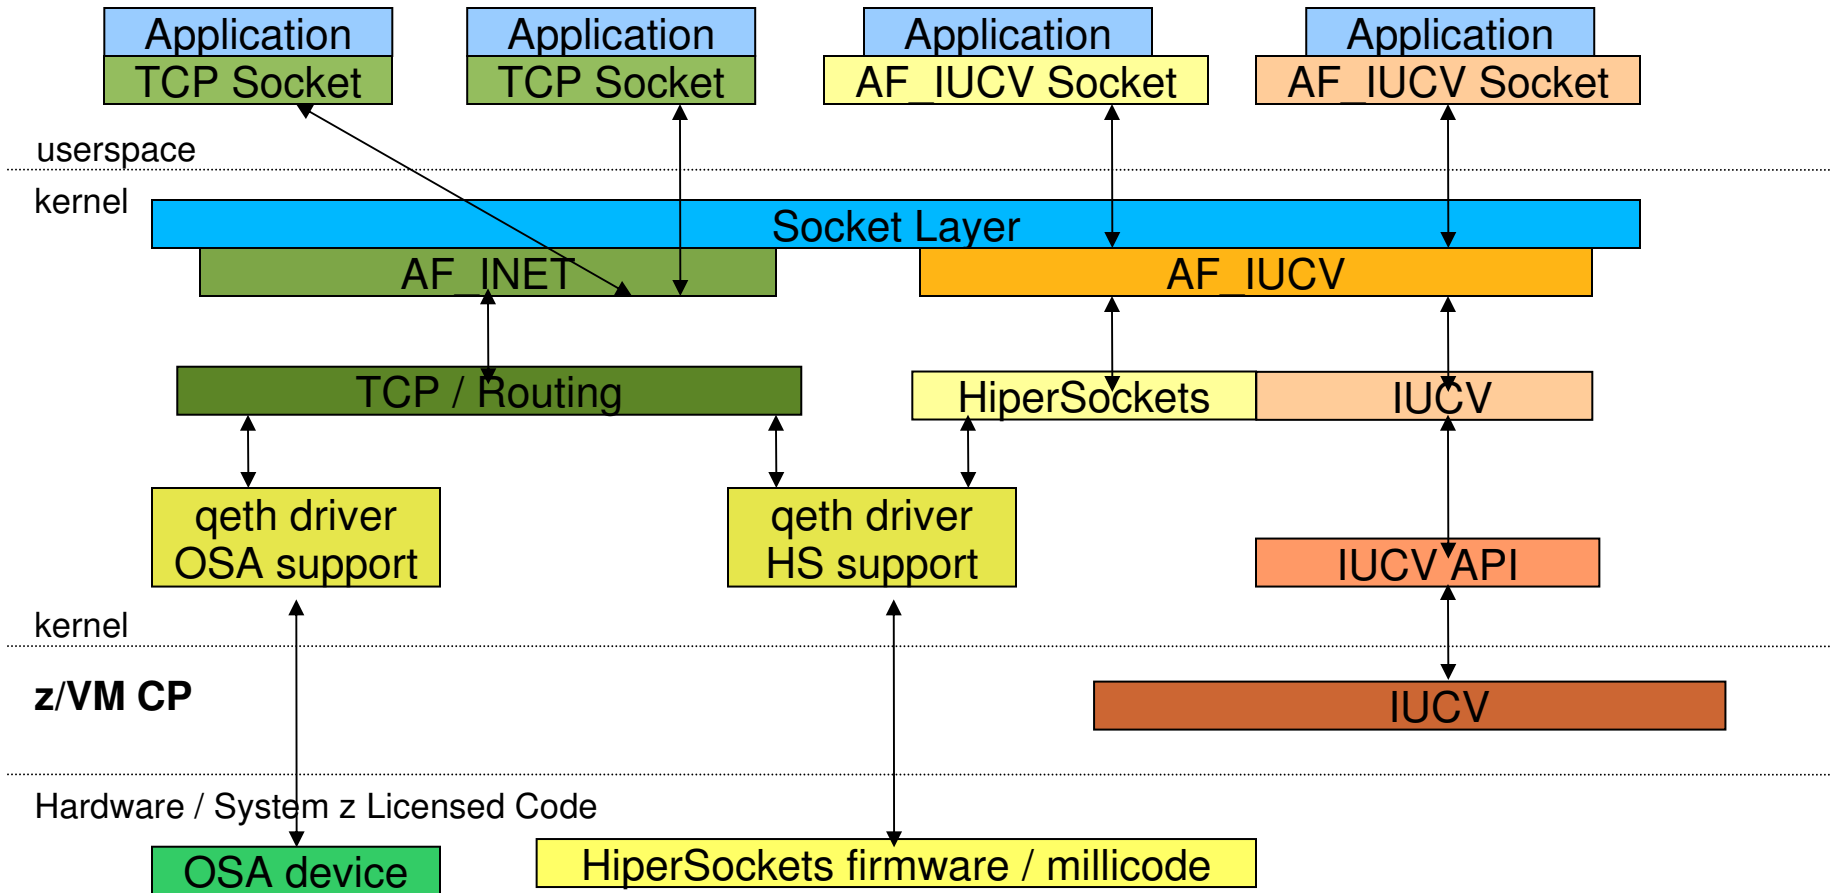 Application
Application
Application
Application
TCP Socket
TCP Socket
AF_IUCV Socket
AF_IUCV Socket
userspace
kernel
Socket Layer
AF_INET
AF_IUCV
TCP / Routing
HiperSockets
IUCV
qeth driver
OSA support
qeth driver
HS support
IUCV API
kernel
z/VM CP
IUCV
Hardware / System z Licensed Code
OSA device
HiperSockets firmware / millicode